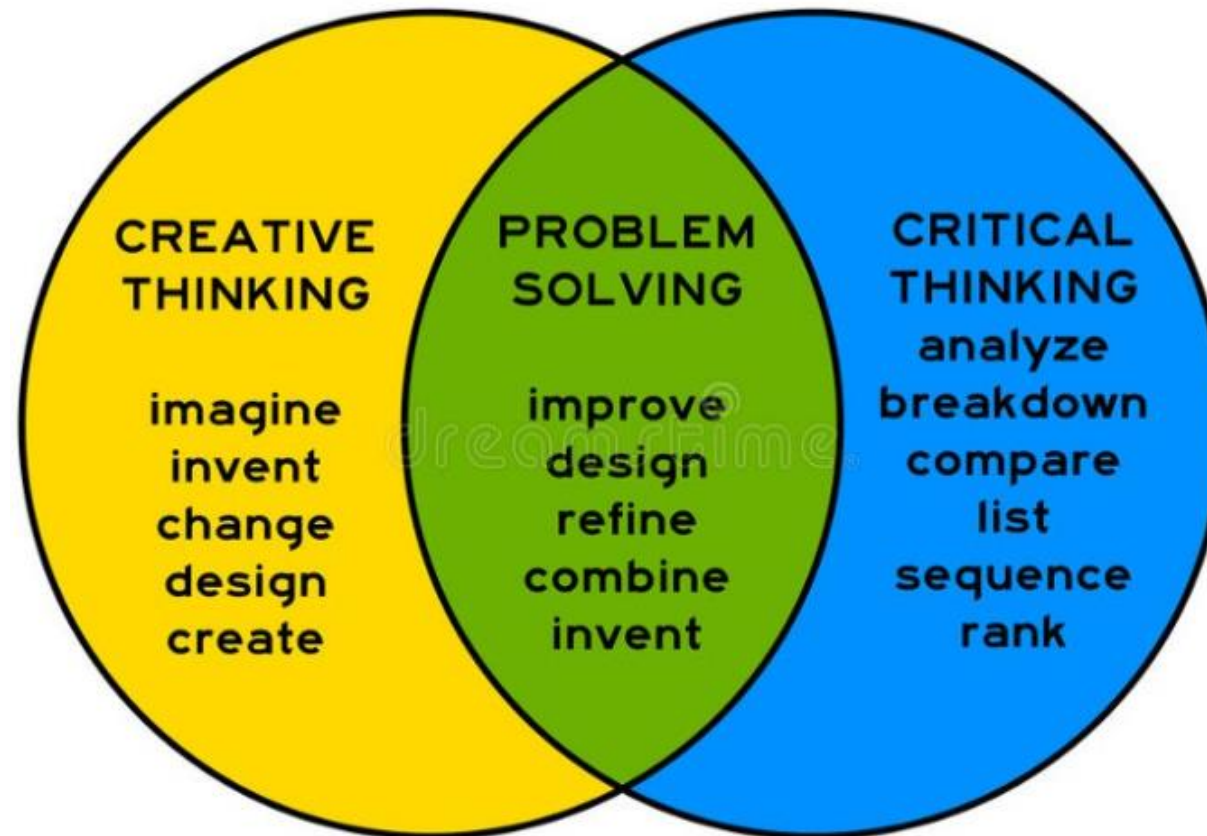 CREATIVE
THINKING
imagine
invent
change
design
create
PROBLEM
SOLVING
improve
design
refine
combine
invent
CRITICAL
THINKING
analyze
breakdown
compare
list
sequence
rank
dreamstime.